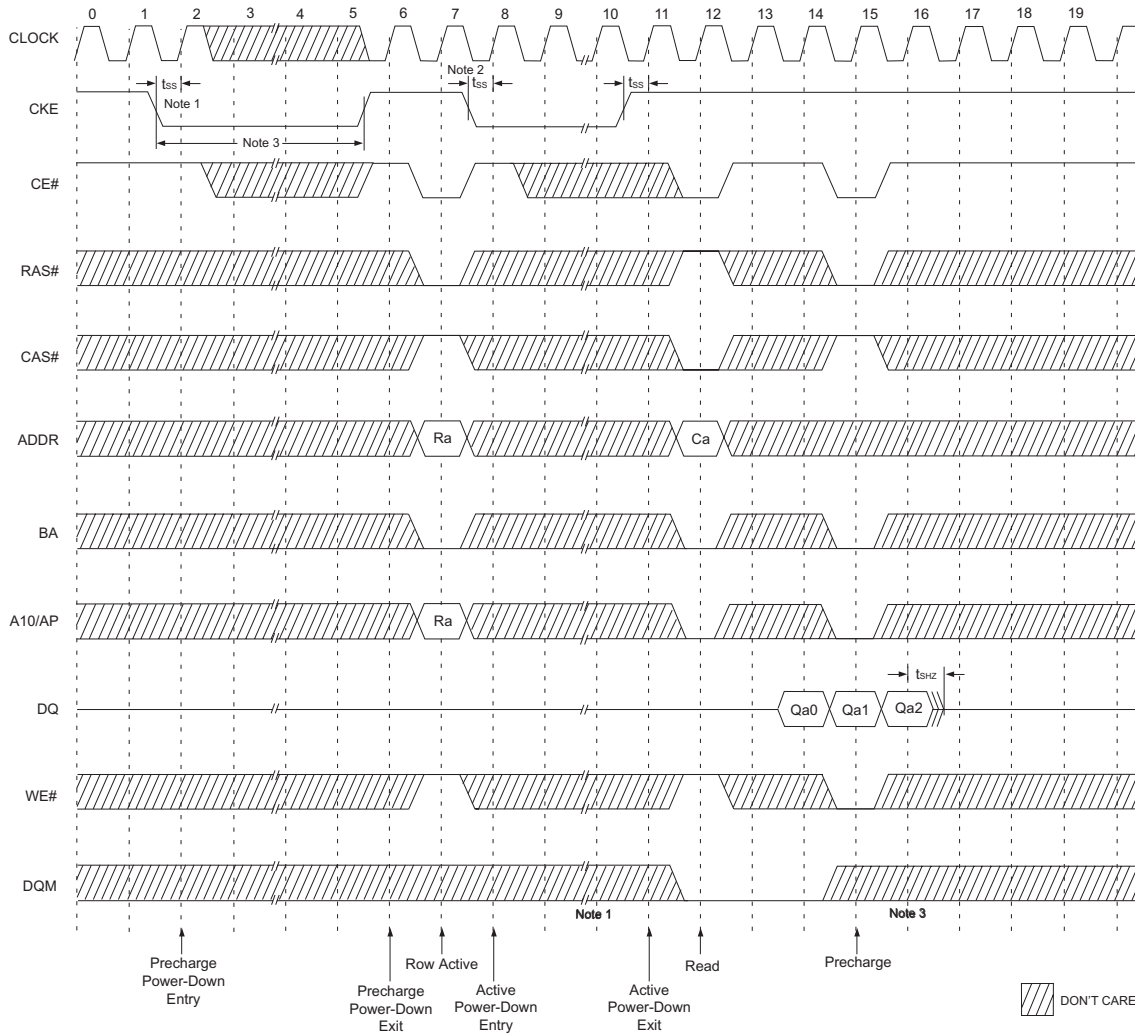 0 1 2 3 4 5 6 7 8 9 10 11 12 13 14 15 16 17 18 19
CLOCK
Note 2
tSS tSS tSS
Note 1
CKE
Note 3
CE#
RAS#
CAS#
ADDR Ra Ca
BA
A10/AP Ra
tSHZ
DQ Qa0 Qa1 Qa2
WE#
DQM
Note 1 Note 3
Precharge
Power-Down
Entry
Precharge
Power-Down
Exit
Row Active
Active
Power-Down
Entry
Active
Power-Down
Exit
Read
Precharge
DON'T CARE